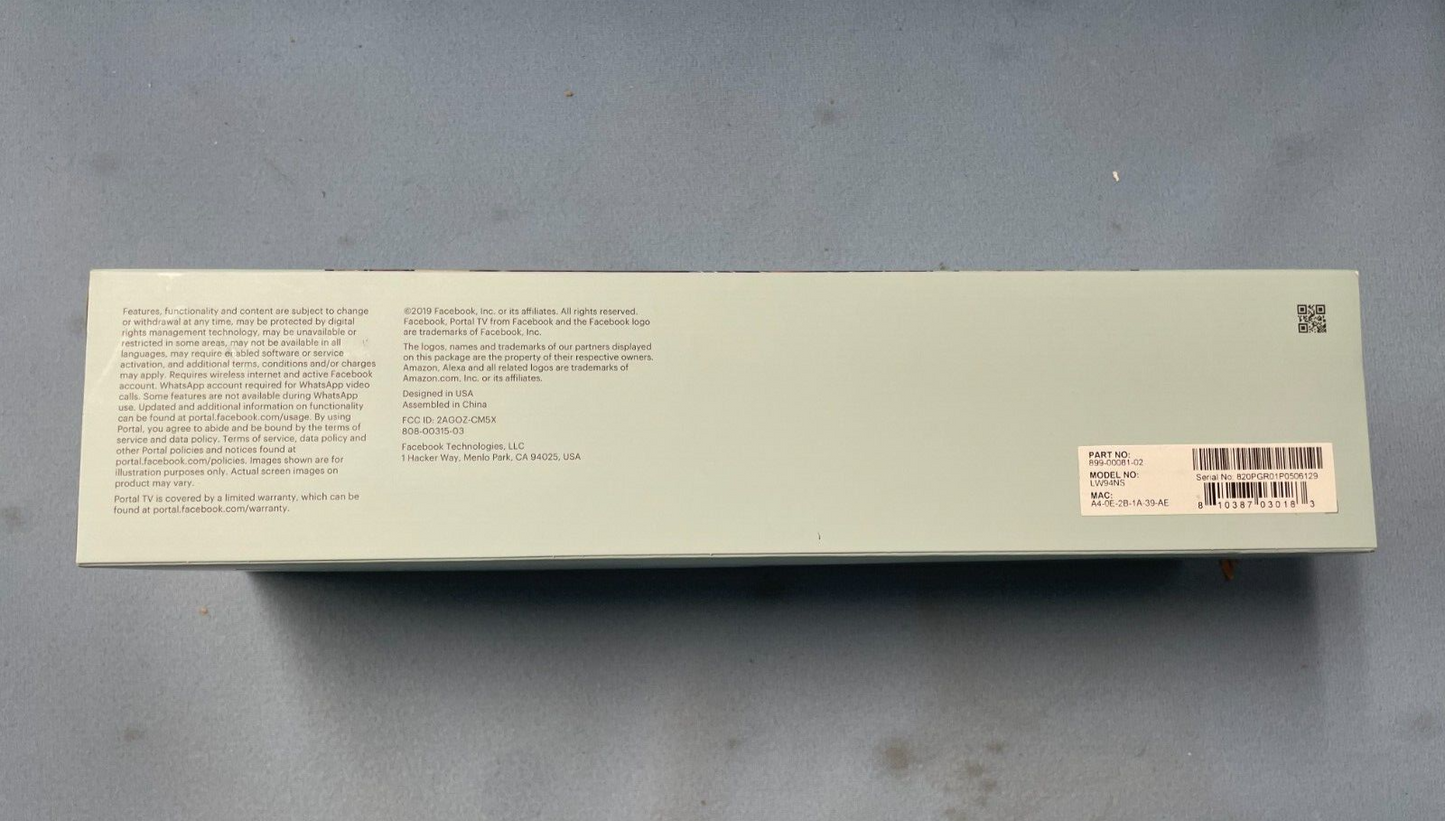 Features, functionality and content are subject to change
or withdrawal at any time, may be protected by digital
rights management technology, may be unavailable or
restricted in some areas, may not be available in all
languages, may require e abled software or service
activation, and additional terms, conditions and/or charges
may apply. Requires wireless internet and active Facebook
account. WhatsApp account required for WhatsApp video
calls. Some features are not available during WhatsApp
use. Updated and additional information on functionality
can be found at portal.facebook.com/usage. By using
Portal, you agree to abide and be bound by the terms of
service and data policy. Terms of service, data policy and
other Portal policies and notices found at
portal.facebook.com/policies. Images shown are for
illustration purposes only. Actual screen images on
product may vary.
Portal TV is covered by a limited warranty, which can be
found at portal.facebook.com/warranty.
©2019 Facebook, Inc. or its affiliates. All rights reserved.
Facebook, Portal TV from Facebook and the Facebook logo
are trademarks of Facebook, Inc.
The logos, names and trademarks of our partners displayed
on this package are the property of their respective owners.
Amazon, Alexa and all related logos are trademarks of
Amazon.com, Inc. or its affiliates.
Designed in USA
Assembled in China
FCC ID: 2AGOZ-CM5X
808-00315-03
Facebook Technologies, LLC
1 Hacker Way, Menlo Park, CA 94025, USA
PART NO:
899-00081-02
MODEL NO:
LW94NS
MAC:
A4-0E-2B-1A-39-AE
Serial No: 820PGR01P0506129
8 10387 03018 3